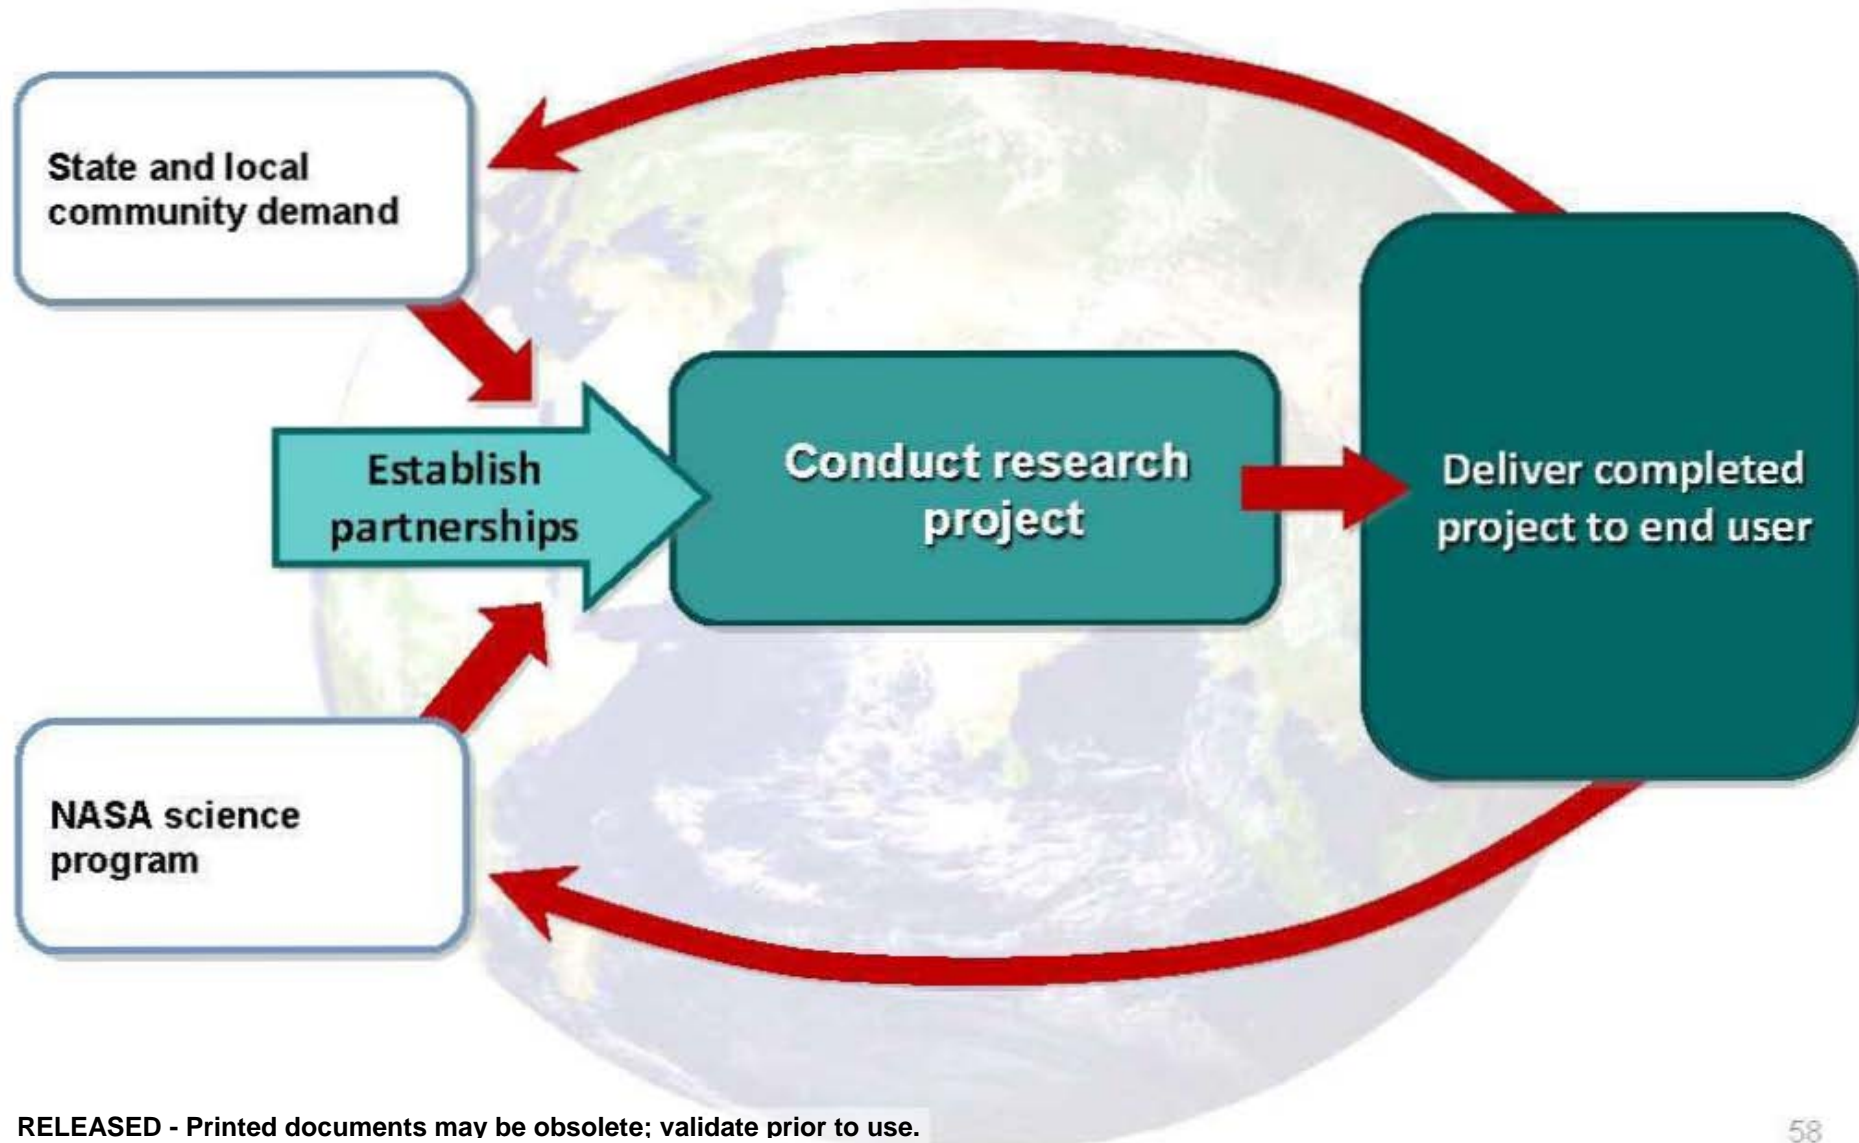 State and local
community demand
Establish
partnerships
Conduct research
project
Deliver completed
project to end user
NASA science
program
RELEASED - Printed documents may be obsolete; validate prior to use.
58